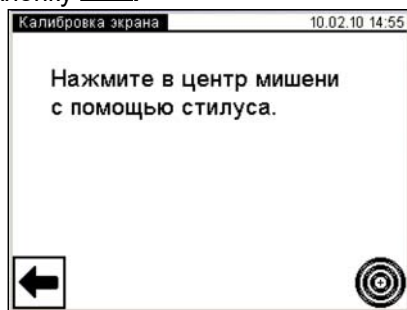 Калибровка экрана 10.02.10 14:55
Нажмите в центр мишени
с помощью стилуса.